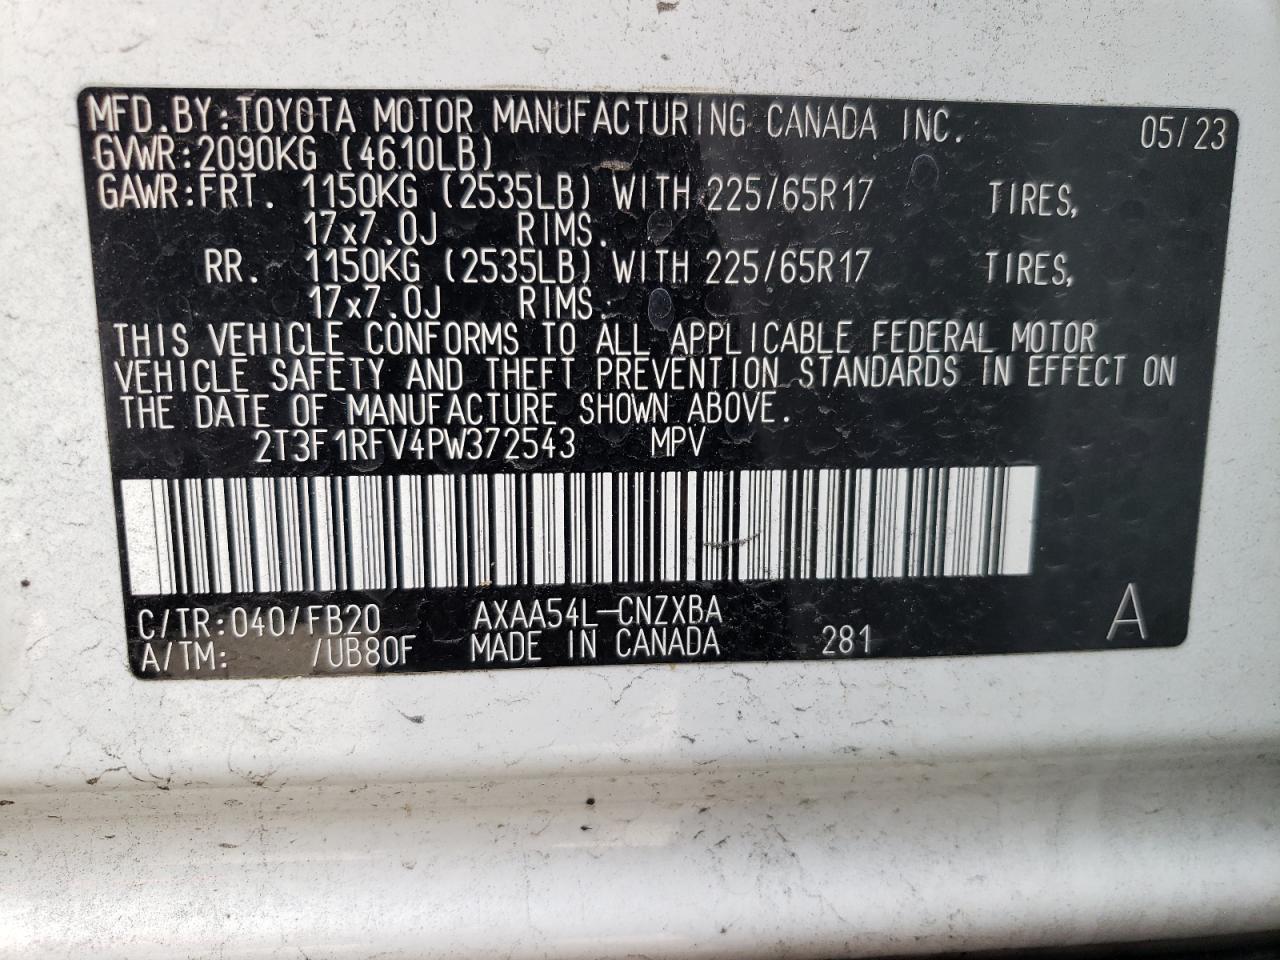 MFD.BY:TOYOTA MOTOR MANUFACTURING CANADA INC. 05/23
GVWR:2090KG (4610LB)
GAWR:FRT. 1150KG (2535LB) WITH 225/65R17 TIRES,
17x7.0J RIMS.
RR. 1150KG (2535LB) WITH 225/65R17 TIRES,
17x7.0J RIMS.
THIS VEHICLE CONFORMS TO ALL APPLICABLE FEDERAL MOTOR
VEHICLE SAFETY AND THEFT PREVENTION STANDARDS IN EFFECT ON
THE DATE OF MANUFACTURE SHOWN ABOVE.
2T3F1RFV4PW372543 MPV
C/TR:040/FB20 AXAA54L-CNZXBA A
A/TM: /UB80F MADE IN CANADA 281